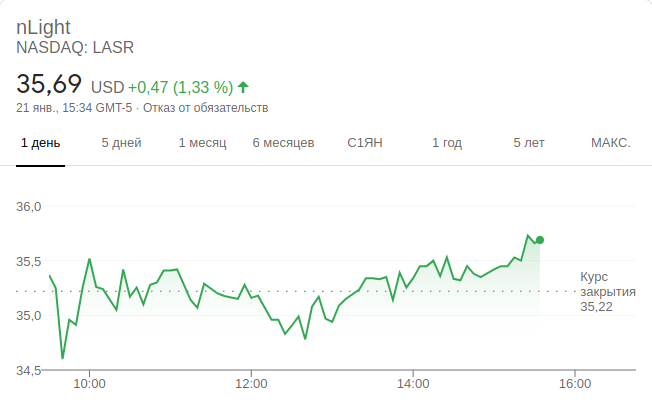 nLight
NASDAQ: LASR
35,69 USD +0,47 (1,33 %)
21 янв., 15:34 GMT-5 · Отказ от обязательств
1 день 5 дней 1 месяц 6 месяцев С1ЯН 1 год 5 лет МАКС.
36,0
35,5
Курс
закрытия
35,22
35,0
34,5
10:00 12:00 14:00 16:00